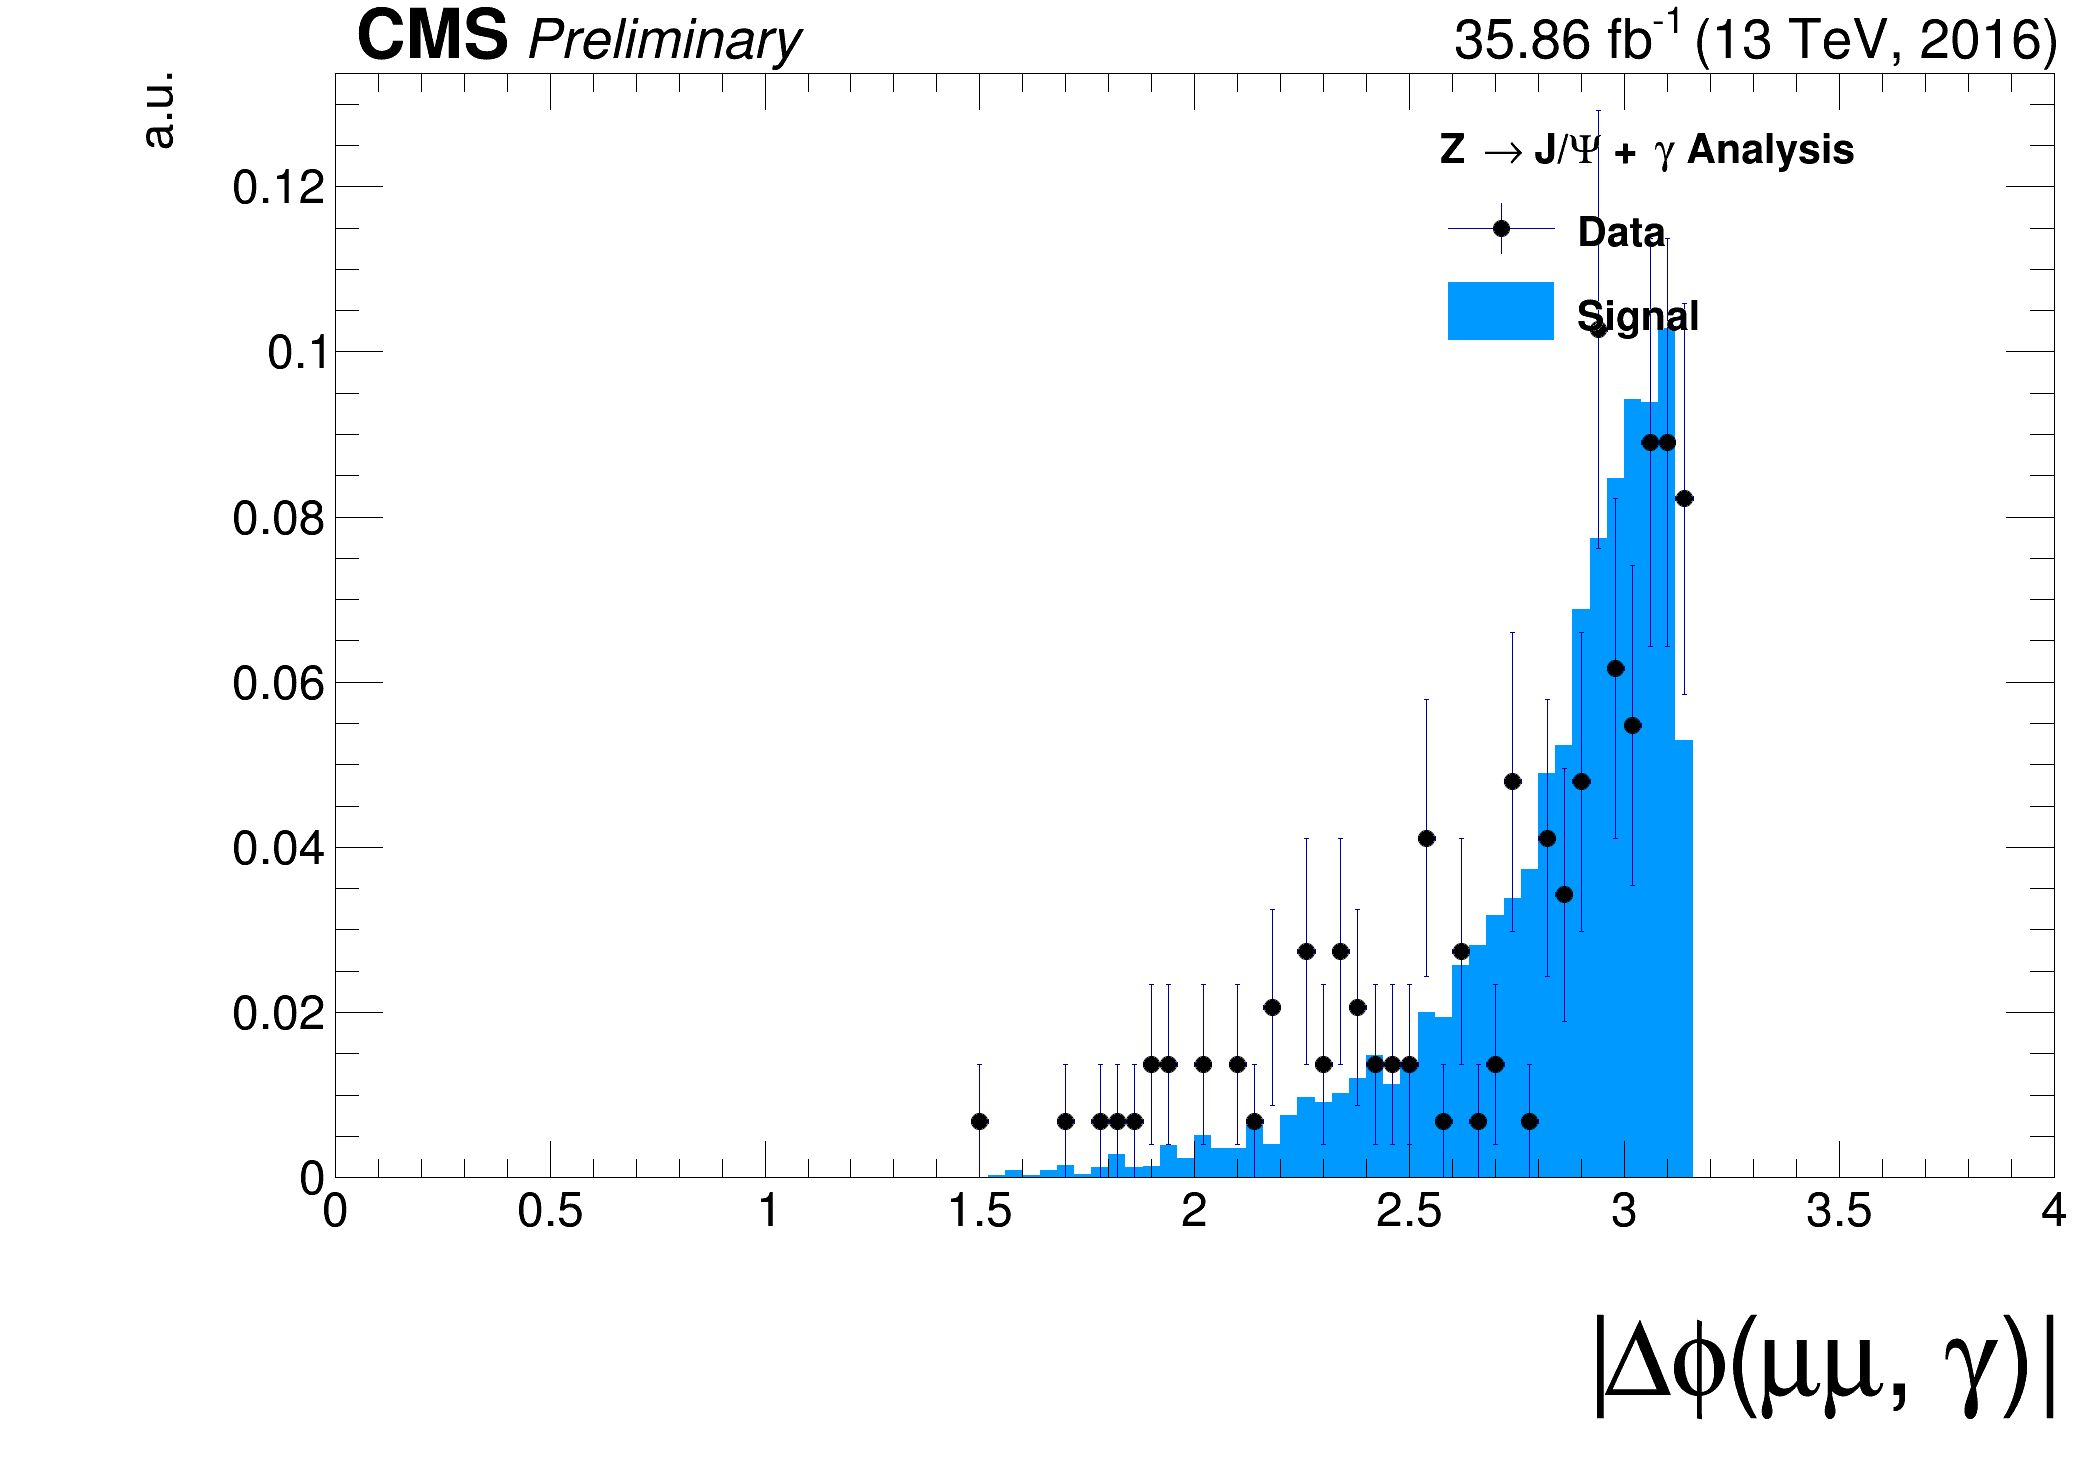 CMS Preliminary 35.86 fb⁻¹ (13 TeV, 2016)
a.u.
Z → J/Ψ + γ Analysis
Data
Signal
0.12
0.1
0.08
0.06
0.04
0.02
0
0 0.5 1 1.5 2 2.5 3 3.5 4
|Δϕ(μμ, γ)|